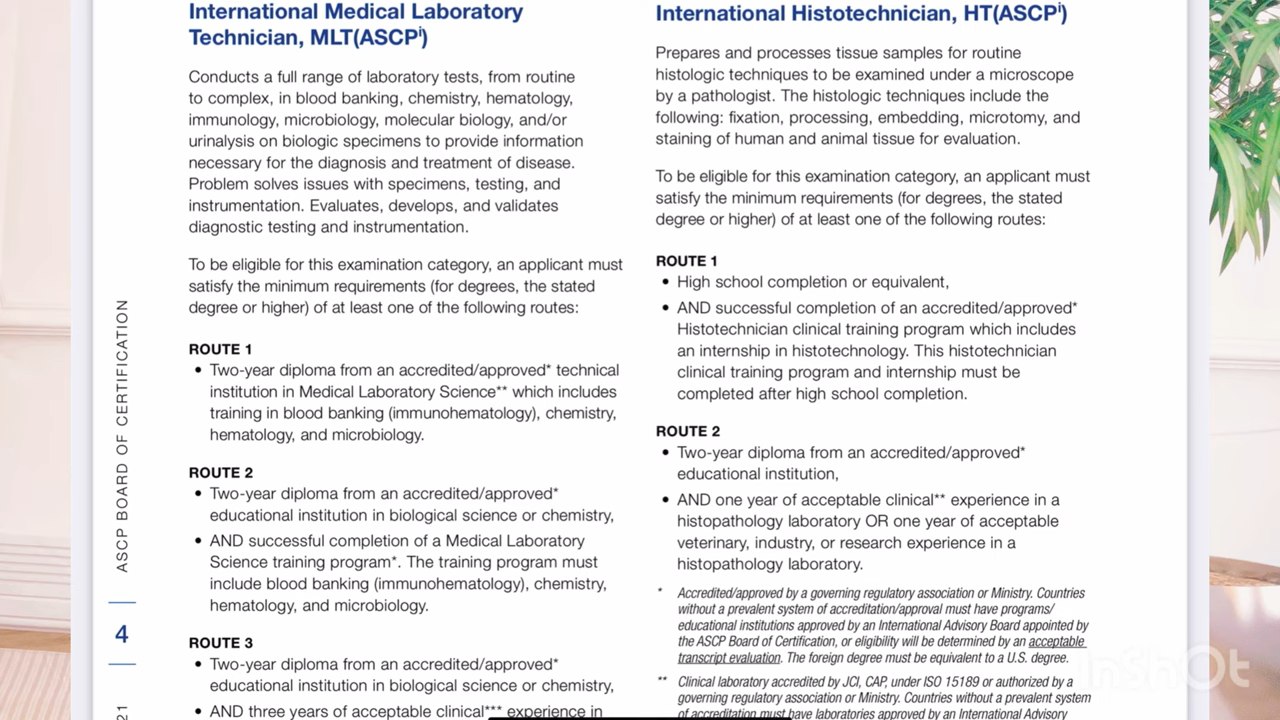 International Medical Laboratory
Technician, MLT(ASCPi)
Conducts a full range of laboratory tests, from routine
to complex, in blood banking, chemistry, hematology,
immunology, microbiology, molecular biology, and/or
urinalysis on biologic specimens to provide information
necessary for the diagnosis and treatment of disease.
Problem solves issues with specimens, testing, and
instrumentation. Evaluates, develops, and validates
diagnostic testing and instrumentation.
To be eligible for this examination category, an applicant must
satisfy the minimum requirements (for degrees, the stated
degree or higher) of at least one of the following routes:
ROUTE 1
• Two-year diploma from an accredited/approved* technical
institution in Medical Laboratory Science** which includes
training in blood banking (immunohematology), chemistry,
hematology, and microbiology.
ROUTE 2
• Two-year diploma from an accredited/approved*
educational institution in biological science or chemistry,
• AND successful completion of a Medical Laboratory
Science training program*. The training program must
include blood banking (immunohematology), chemistry,
hematology, and microbiology.
ROUTE 3
• Two-year diploma from an accredited/approved*
educational institution in biological science or chemistry,
• AND three years of acceptable clinical*** experience in
International Histotechnician, HT(ASCPi)
Prepares and processes tissue samples for routine
histologic techniques to be examined under a microscope
by a pathologist. The histologic techniques include the
following: fixation, processing, embedding, microtomy, and
staining of human and animal tissue for evaluation.
To be eligible for this examination category, an applicant must
satisfy the minimum requirements (for degrees, the stated
degree or higher) of at least one of the following routes:
ROUTE 1
• High school completion or equivalent,
• AND successful completion of an accredited/approved*
Histotechnician clinical training program which includes
an internship in histotechnology. This histotechnician
clinical training program and internship must be
completed after high school completion.
ROUTE 2
• Two-year diploma from an accredited/approved*
educational institution,
• AND one year of acceptable clinical** experience in a
histopathology laboratory OR one year of acceptable
veterinary, industry, or research experience in a
histopathology laboratory.
* Accredited/approved by a governing regulatory association or Ministry. Countries
without a prevalent system of accreditation/approval must have programs/
educational institutions approved by an International Advisory Board appointed by
the ASCP Board of Certification, or eligibility will be determined by an acceptable
transcript evaluation. The foreign degree must be equivalent to a U.S. degree.
** Clinical laboratory accredited by JCI, CAP, under ISO 15189 or authorized by a
governing regulatory association or Ministry. Countries without a prevalent system
of accreditation must have laboratories approved by an International Advisory
ASCP BOARD OF CERTIFICATION
4
21
InShOt